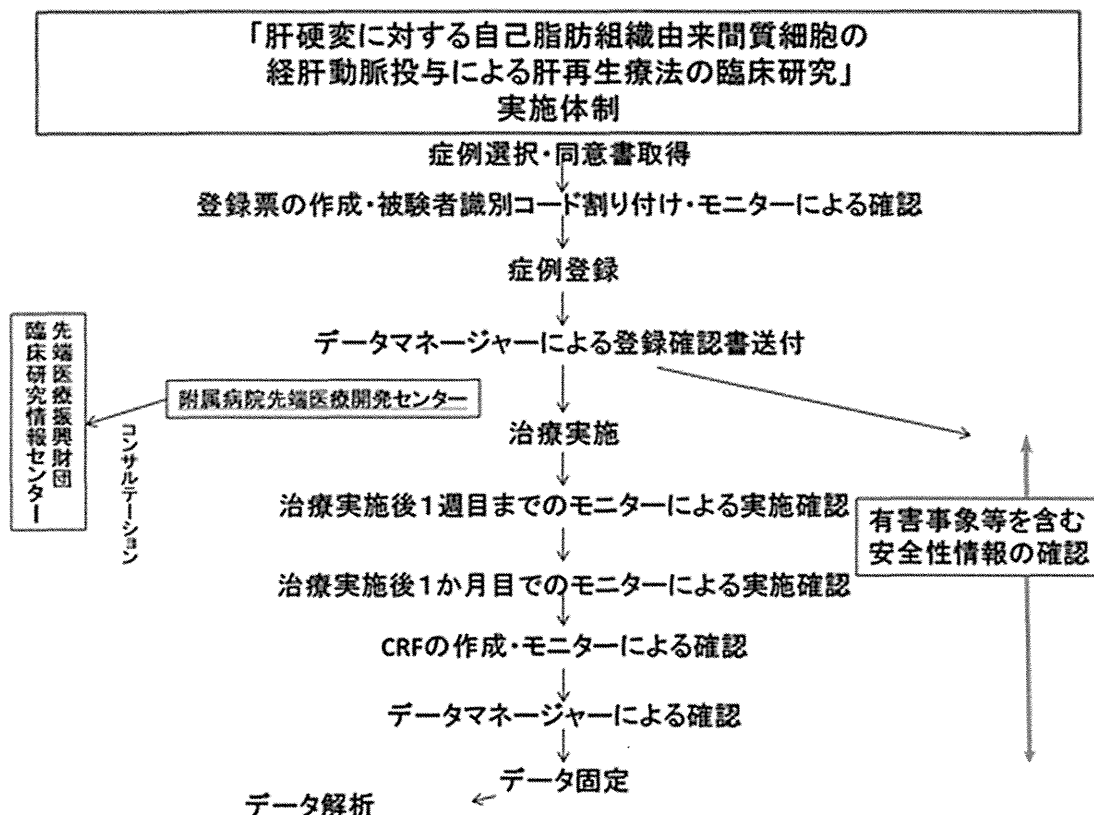 「肝硬変に対する自己脂肪組織由来間質細胞の
経肝動脈投与による肝再生療法の臨床研究」
実施体制
症例選択・同意書取得
登録票の作成・被験者識別コード割り付け・モニターによる確認
症例登録
データマネージャーによる登録確認書送付
先端医療振興財団
臨床研究情報センター
附属病院先端医療開発センター
コンサルテーション
治療実施
治療実施後1週目までのモニターによる実施確認
有害事象等を含む
安全性情報の確認
治療実施後1か月目でのモニターによる実施確認
CRFの作成・モニターによる確認
データマネージャーによる確認
データ固定
データ解析